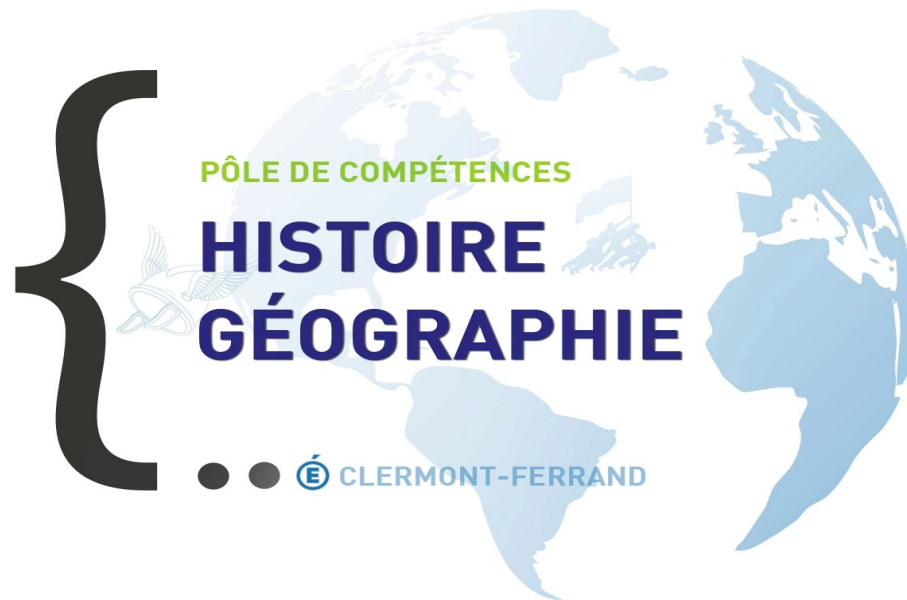 PÔLE DE COMPÉTENCES
HISTOIRE
GÉOGRAPHIE
É CLERMONT-FERRAND